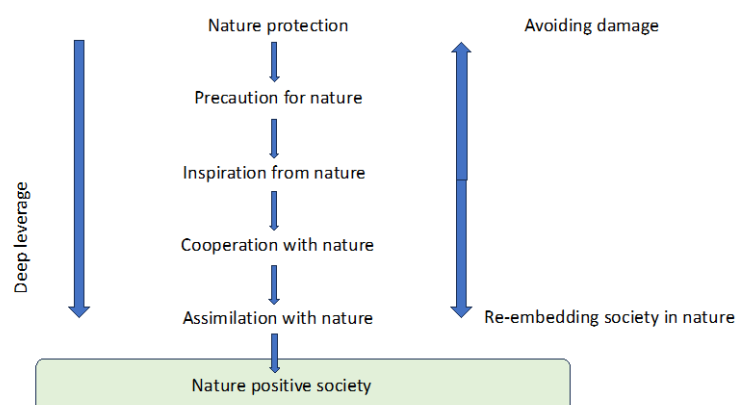 Nature protection
Avoiding damage
Precaution for nature
Inspiration from nature
Deep leverage
Cooperation with nature
Assimilation with nature
Re-embedding society in nature
Nature positive society